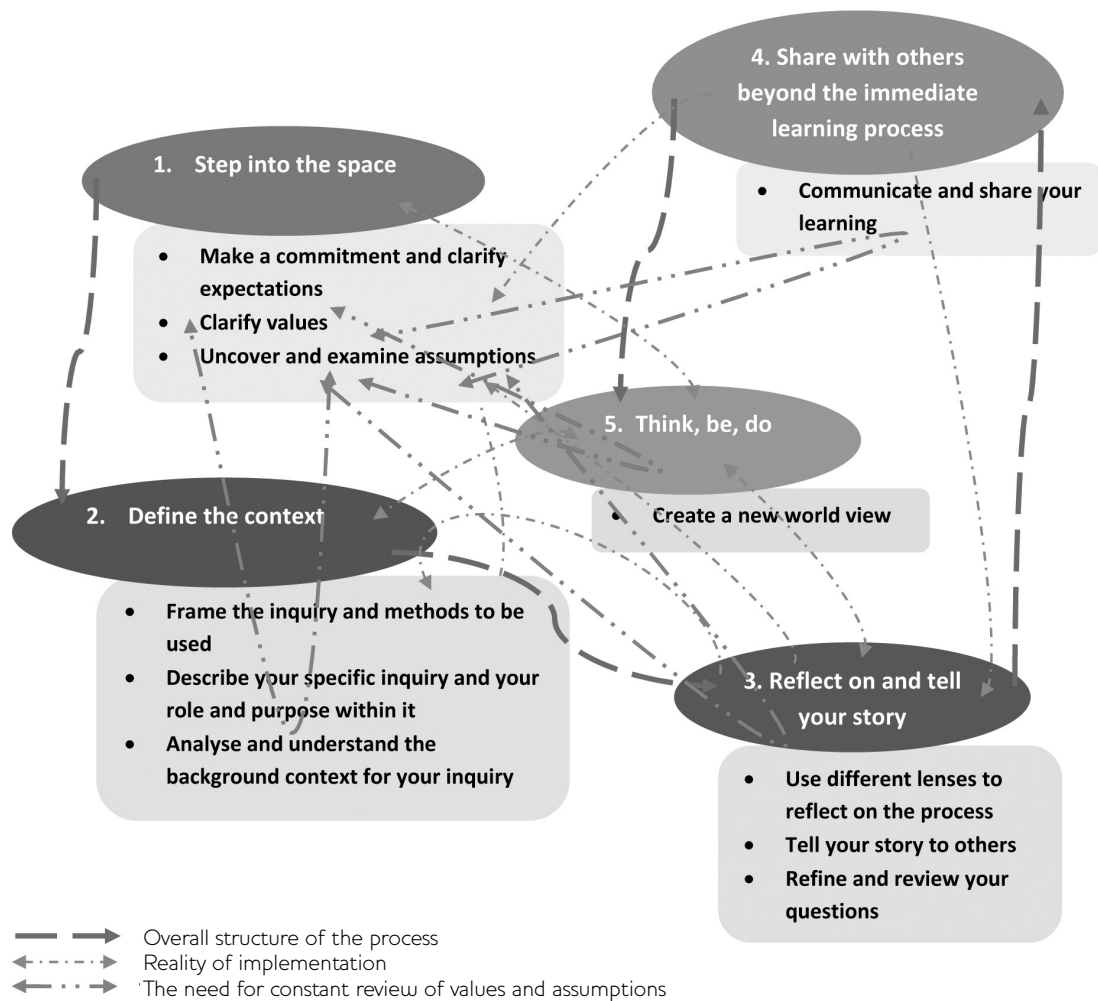 1. Step into the space
• Make a commitment and clarify
expectations
• Clarify values
• Uncover and examine assumptions
2. Define the context
• Frame the inquiry and methods to be
used
• Describe your specific inquiry and your
role and purpose within it
• Analyse and understand the
background context for your inquiry
3. Reflect on and tell
your story
• Use different lenses to
reflect on the process
• Tell your story to others
• Refine and review your
questions
4. Share with others
beyond the immediate
learning process
• Communicate and share your
learning
5. Think, be, do
• Create a new world view
Overall structure of the process
Reality of implementation
The need for constant review of values and assumptions